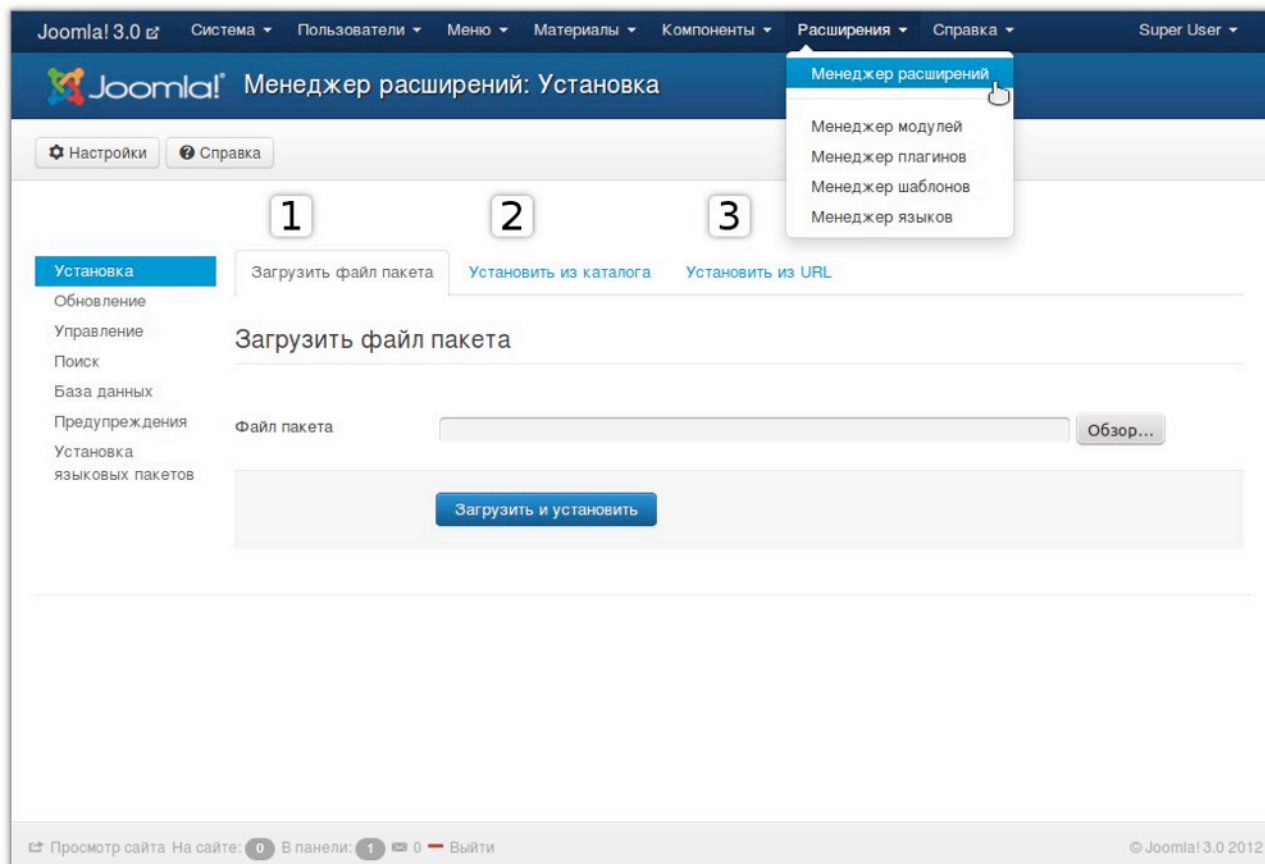 Joomla! 3.0 Система Пользователи Меню Материалы Компоненты Расширения Справка Super User
Joomla! Менеджер расширений: Установка
Менеджер расширений
Менеджер модулей
Менеджер плагинов
Менеджер шаблонов
Менеджер языков
Настройки Справка
1 2 3
Загрузить файл пакета Установить из каталога Установить из URL
Установка
Обновление
Управление
Поиск
База данных
Предупреждения
Установка
языковых пакетов
Загрузить файл пакета
Файл пакета Обзор...
Загрузить и установить
Просмотр сайта На сайте: 0 В панели: 1 0 Выйти © Joomla! 3.0 2012